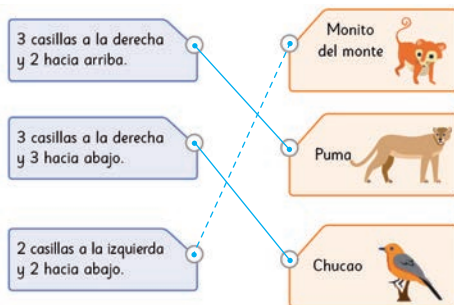 3 casillas a la derecha
y 2 hacia arriba.
Monito
del monte
3 casillas a la derecha
y 3 hacia abajo.
Puma
2 casillas a la izquierda
y 2 hacia abajo.
Chucao